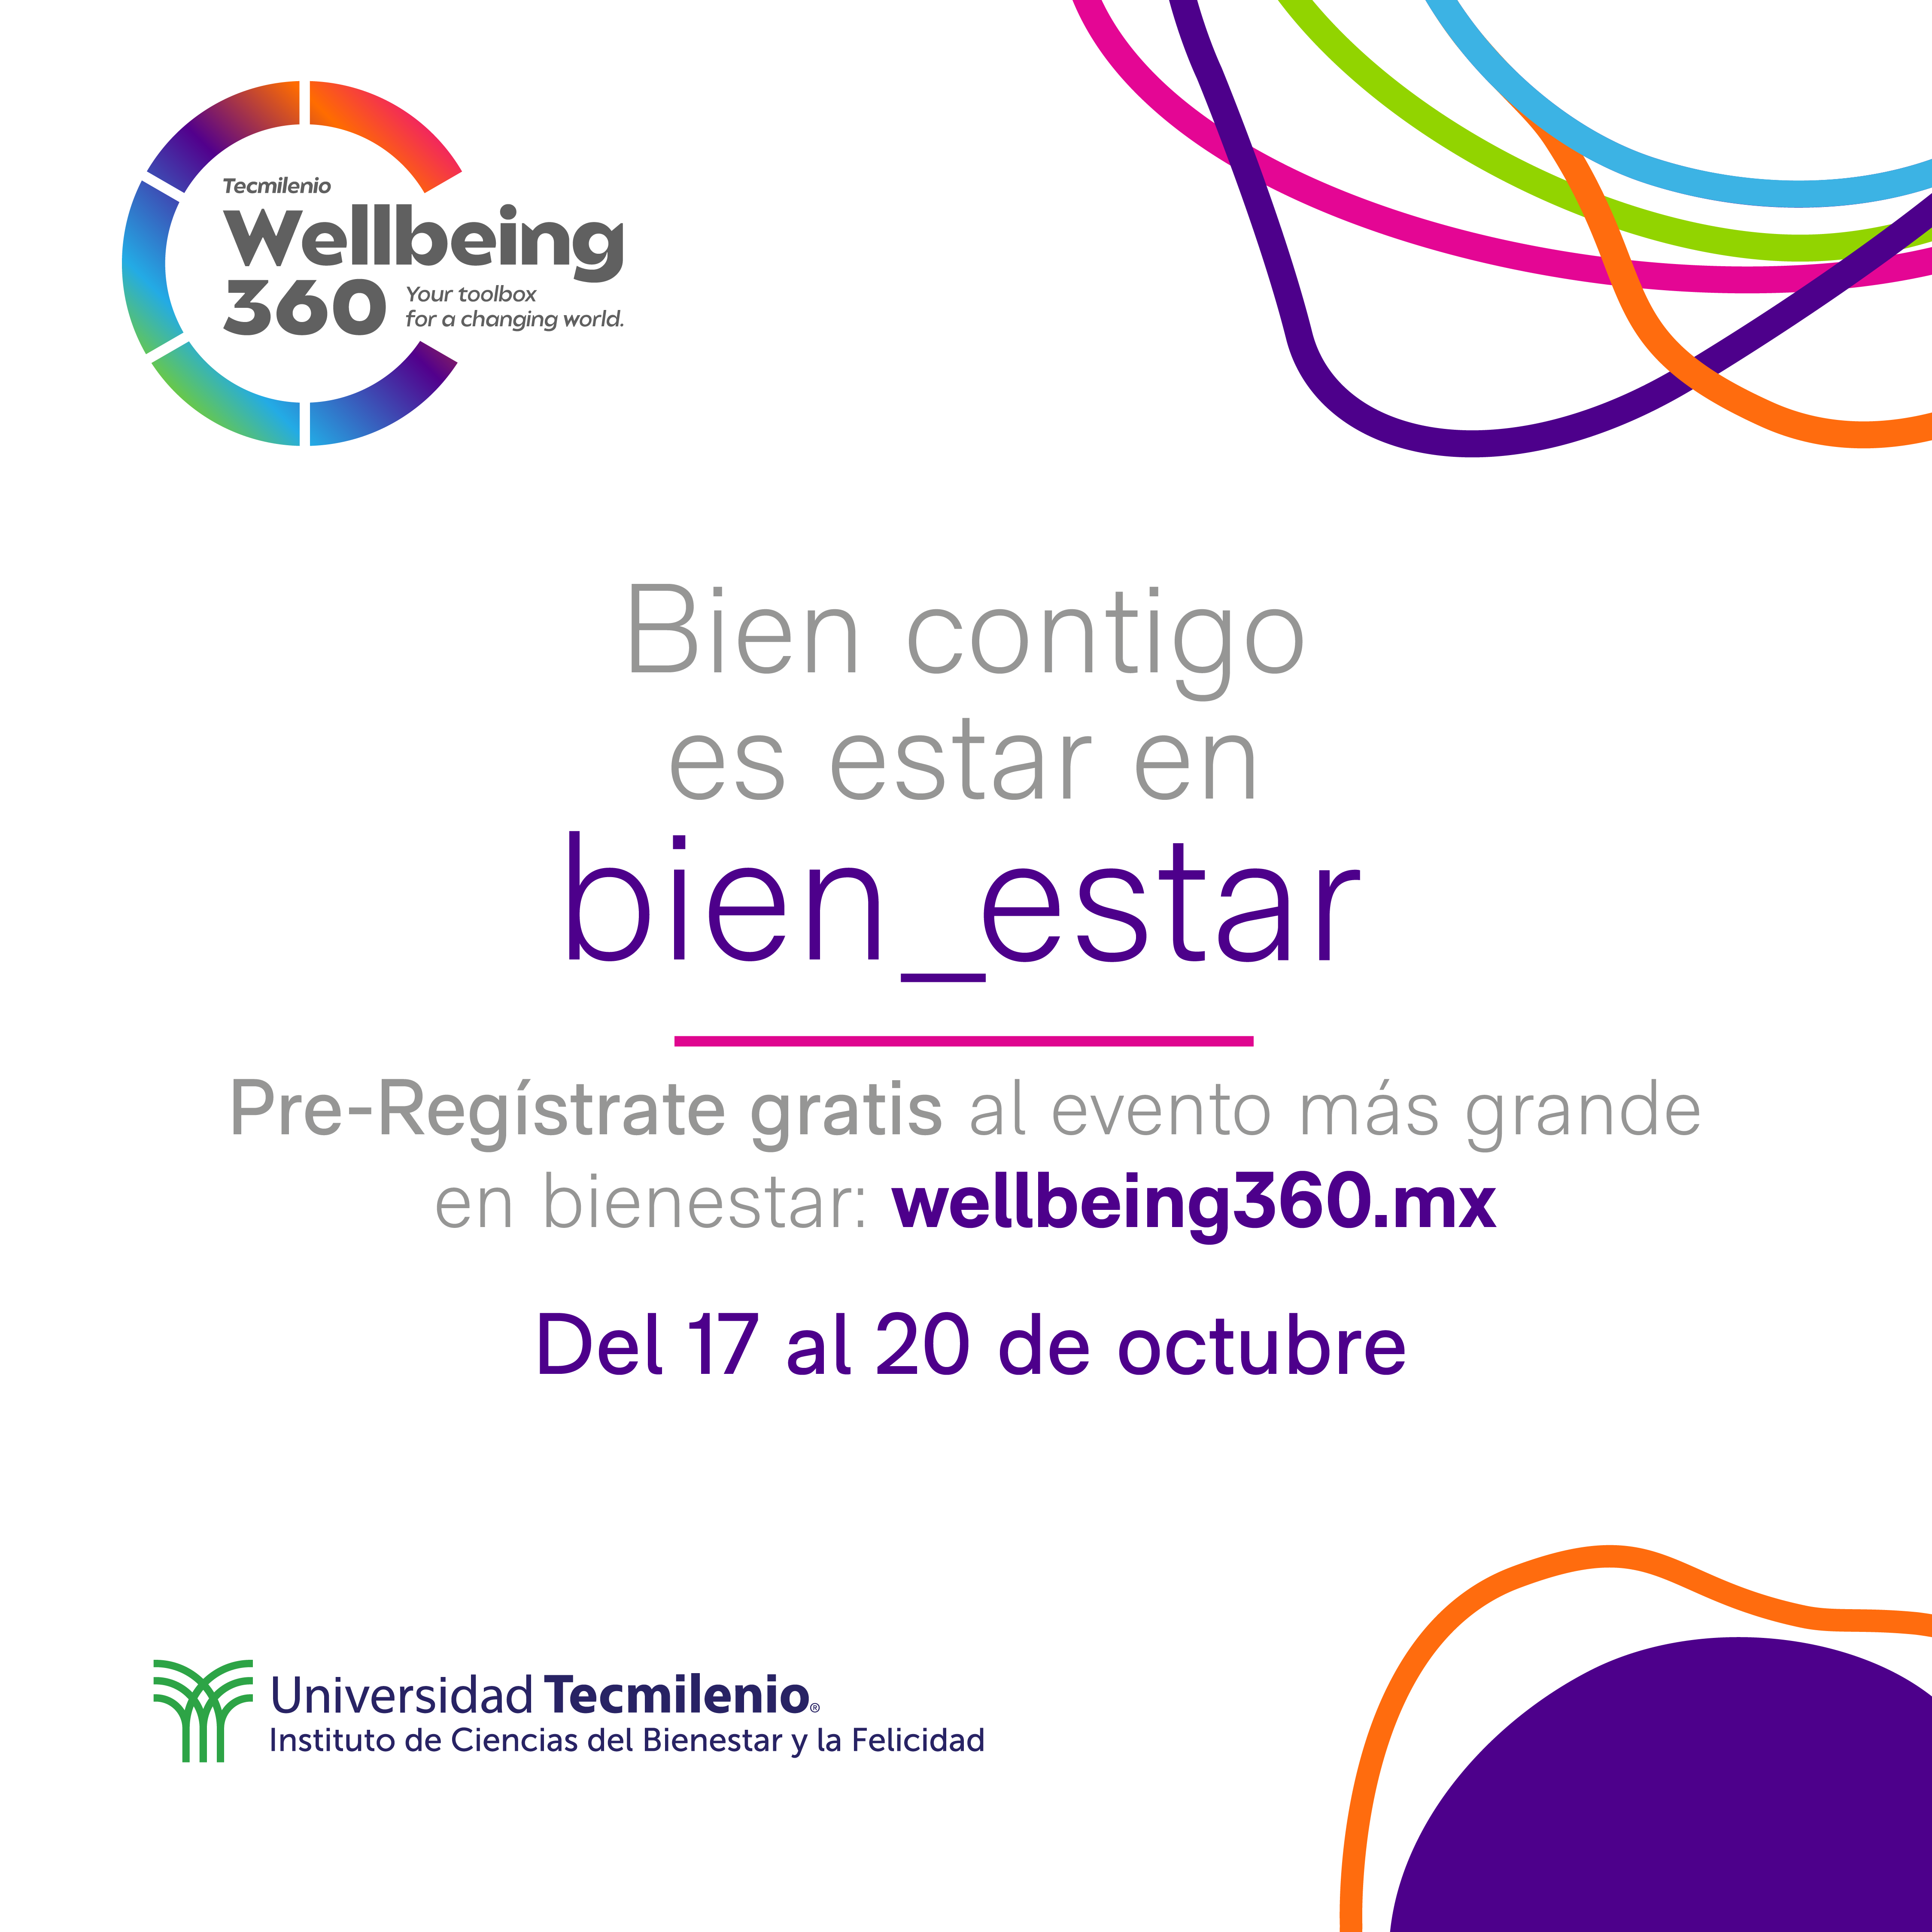 Tecmilenio
Wellbeing
360 Your toolbox
for a changing world.
Bien contigo
es estar en
bien_estar
Pre-Regístrate gratis al evento más grande
en bienestar: wellbeing360.mx
Del 17 al 20 de octubre
Universidad Tecmilenio®
Instituto de Ciencias del Bienestar y la Felicidad